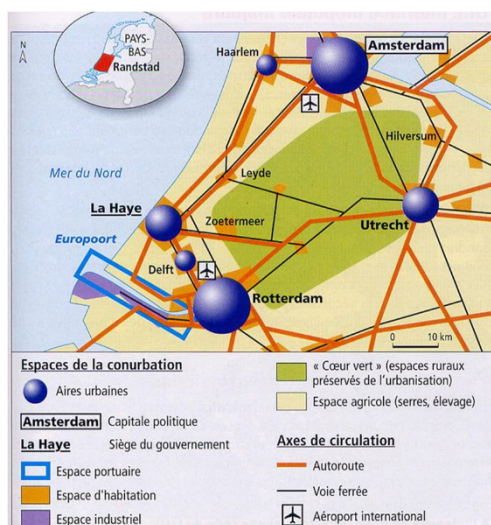 PAYS-
BAS
Randstad
N
Haarlem
Amsterdam
Hilversum
Mer du Nord
Leyde
La Haye
Zoetermeer
Utrecht
Europoort
Delft
Rotterdam
0 10 km
Espaces de la conurbation
Aires urbaines
Amsterdam Capitale politique
La Haye Siège du gouvernement
Espace portuaire
Espace d'habitation
Espace industriel
« Cœur vert » (espaces ruraux
préservés de l'urbanisation)
Espace agricole (serres, élevage)
Axes de circulation
Autoroute
Voie ferrée
Aéroport international